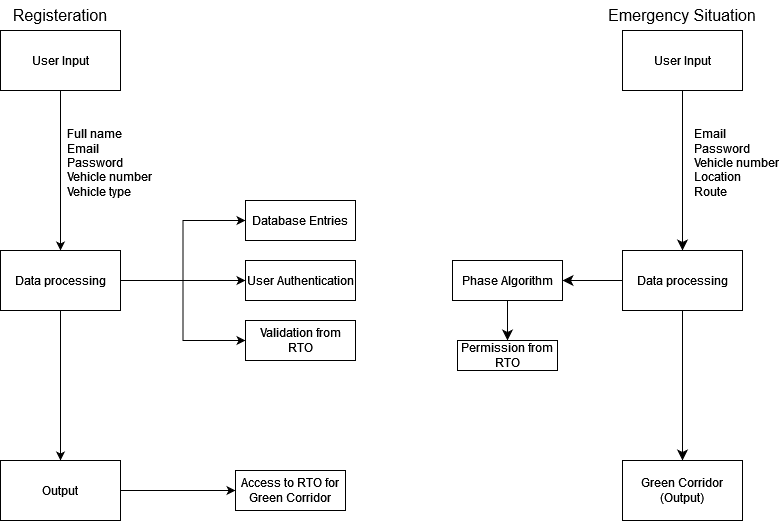 Registeration
User Input
Full name
Email
Password
Vehicle number
Vehicle type
Database Entries
Data processing
User Authentication
Validation from
RTO
Output
Access to RTO for
Green Corridor
Emergency Situation
User Input
Email
Password
Vehicle number
Location
Route
Phase Algorithm
Data processing
Permission from
RTO
Green Corridor
(Output)